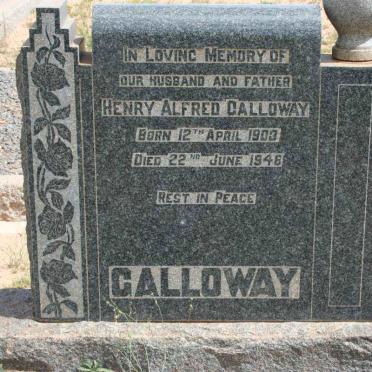 In Loving Memory of
our husband and father
Henry Alfred Galloway
Born 12th April 1903
Died 22nd June 1946
Rest in Peace
GALLOWAY